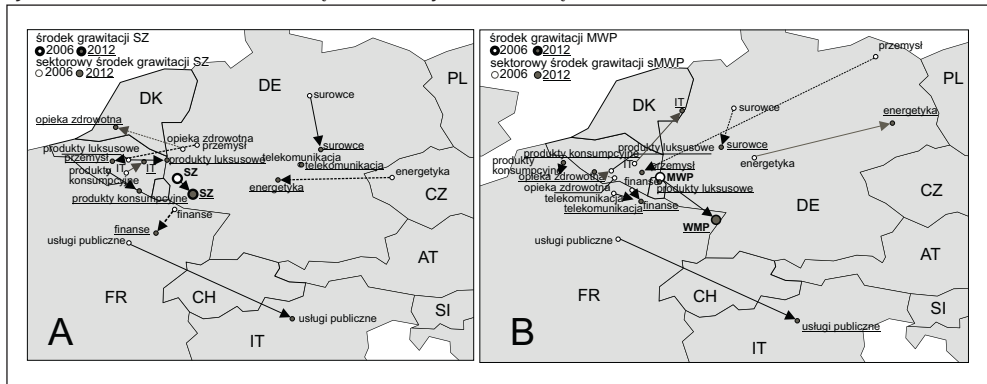 środek grawitacji SZ
2006 2012
sektorowy środek grawitacji SZ
2006 2012
DK
DE
PL
surowce
opieka zdrowotna
opieka zdrowotna
przemysł
surowce
produkty luksusowe
przemysł
IT
IT
produkty luksusowe
telekomunikacja
telekomunikacja
produkty
konsumpcyjne
SZ
energetyka
energetyka
produkty konsumpcyjne
SZ
CZ
finanse
finanse
usługi publiczne
AT
FR
CH
SI
usługi publiczne
A
IT
środek grawitacji MWP
2006 2012
sektorowy środek grawitacji sMWP
2006 2012
przemysł
PL
DK
IT
surowce
energetyka
produkty luksusowe
surowce
produkty konsumpcyjne
produkty
konsumpcyjne
IT
przemysł
energetyka
opieka zdrowotna
opieka zdrowotna
finanse
MWP
produkty luksusowe
telekomunikacja
telekomunikacja
finanse
CZ
DE
WMP
usługi publiczne
AT
FR
CH
SI
usługi publiczne
B
IT